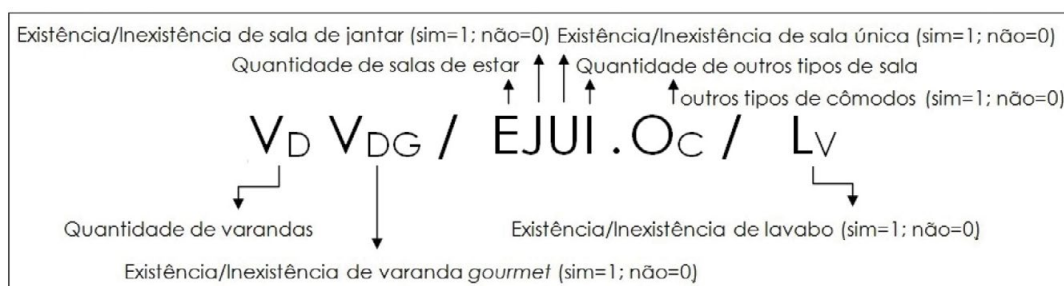 Existência/Inexistência de sala de jantar (sim=1; não=0) Existência/Inexistência de sala única (sim=1; não=0)
Quantidade de salas de estar Quantidade de outros tipos de sala
outros tipos de cômodos (sim=1; não=0)
VD VDG / EJUI . OC / LV
Quantidade de varandas Existência/Inexistência de lavabo (sim=1; não=0)
Existência/Inexistência de varanda gourmet (sim=1; não=0)